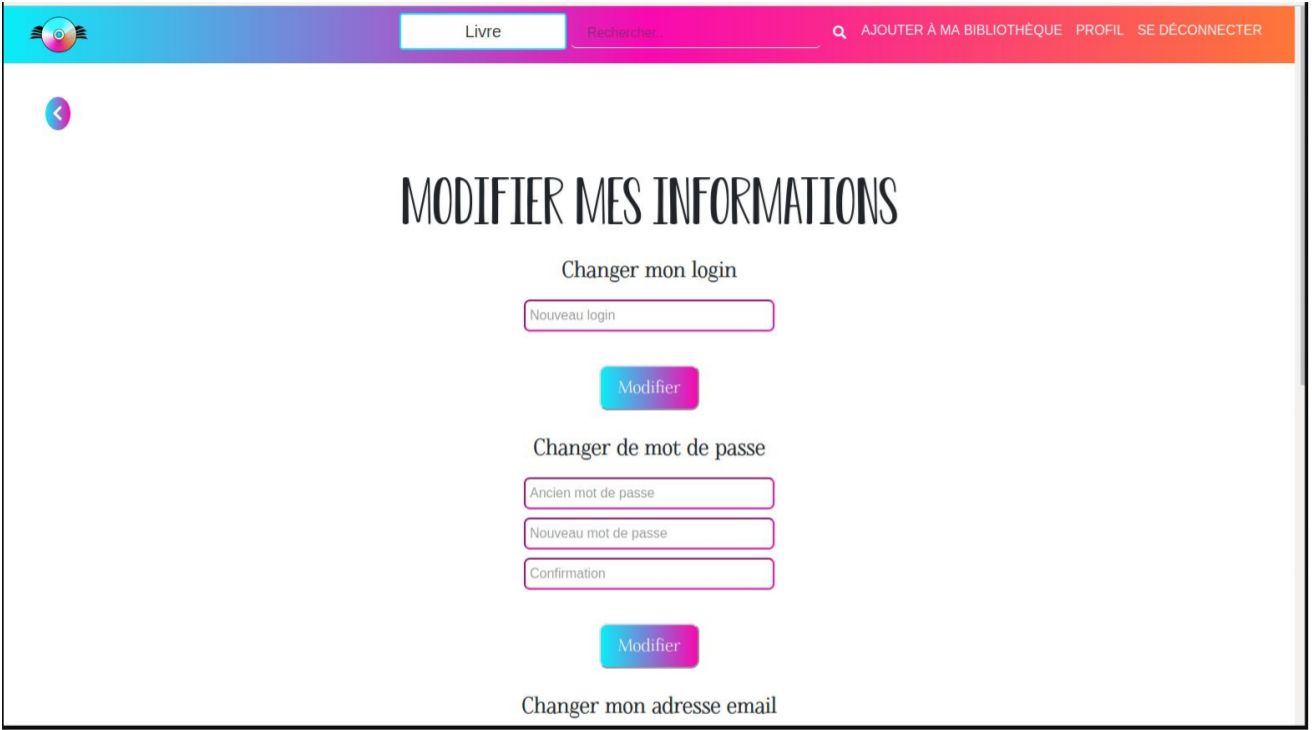 Livre
Rechercher..
AJOUTER À MA BIBLIOTHÈQUE PROFIL SE DÉCONNECTER
MODIFIER MES INFORMATIONS
Changer mon login
Nouveau login
Modifier
Changer de mot de passe
Ancien mot de passe
Nouveau mot de passe
Confirmation
Modifier
Changer mon adresse email